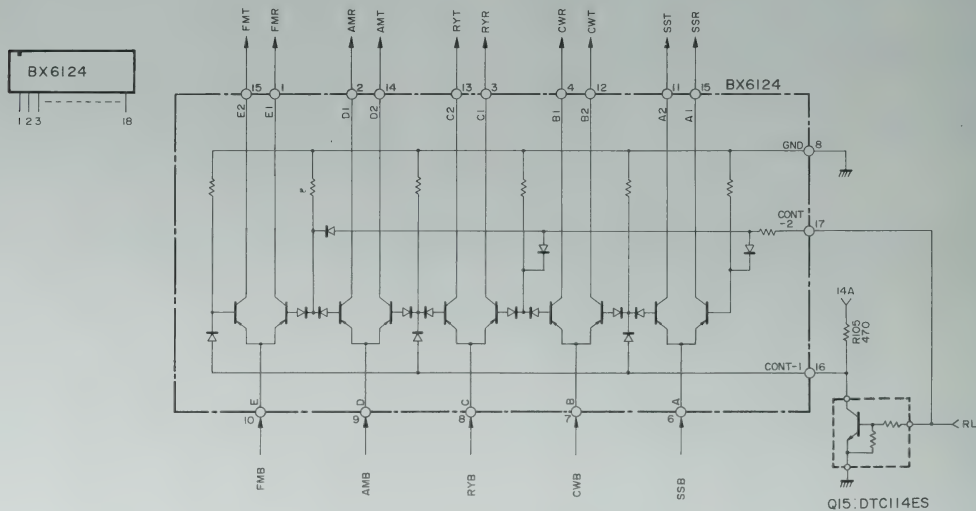 BX6124
1 2 3 18
FMT FMR AMR AMT RYT RYR CWR CWT SST SSR
15 1 2 14 13 3 4 12 11 15
BX6124
E2 E1 D1 D2 C2 C1 B1 B2 A2 A1
GND 8
CONT
-2 17
14A
R105
470
CONT-1 16
E D C B A
10 9 8 7 6
RL
FMB AMB RYB CWB SSB
Q15:DTC114ES